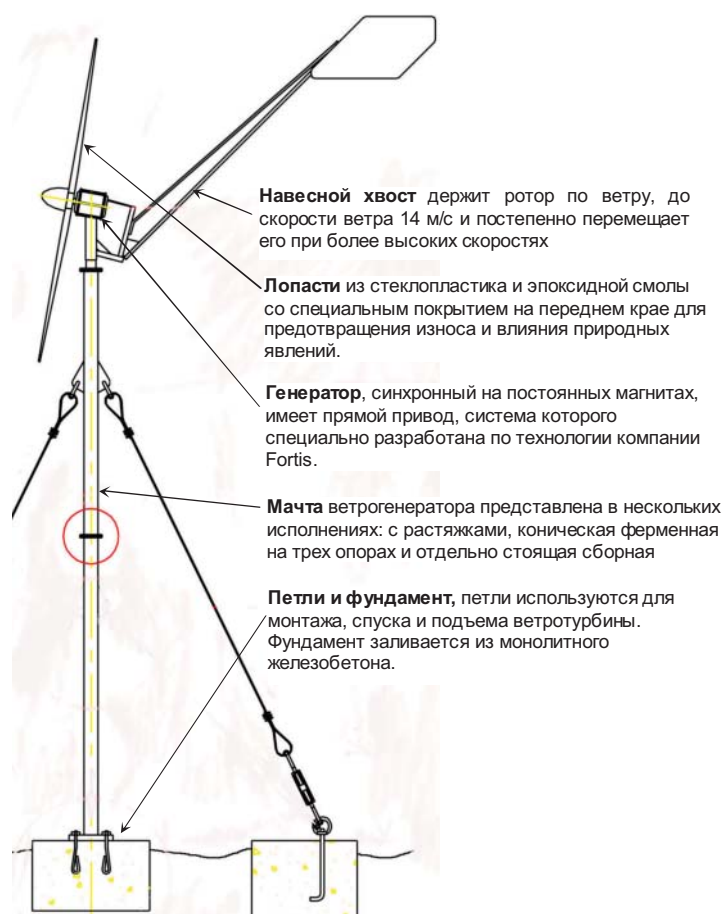 Навесной хвост держит ротор по ветру, до
скорости ветра 14 м/с и постепенно перемещает
его при более высоких скоростях
Лопасти из стеклопластика и эпоксидной смолы
со специальным покрытием на переднем крае для
предотвращения износа и влияния природных
явлений.
Генератор, синхронный на постоянных магнитах,
имеет прямой привод, система которого
специально разработана по технологии компании
Fortis.
Мачта ветрогенератора представлена в нескольких
исполнениях: с растяжками, коническая ферменная
на трех опорах и отдельно стоящая сборная
Петли и фундамент, петли используются для
монтажа, спуска и подъема ветротурбины.
Фундамент заливается из монолитного
железобетона.